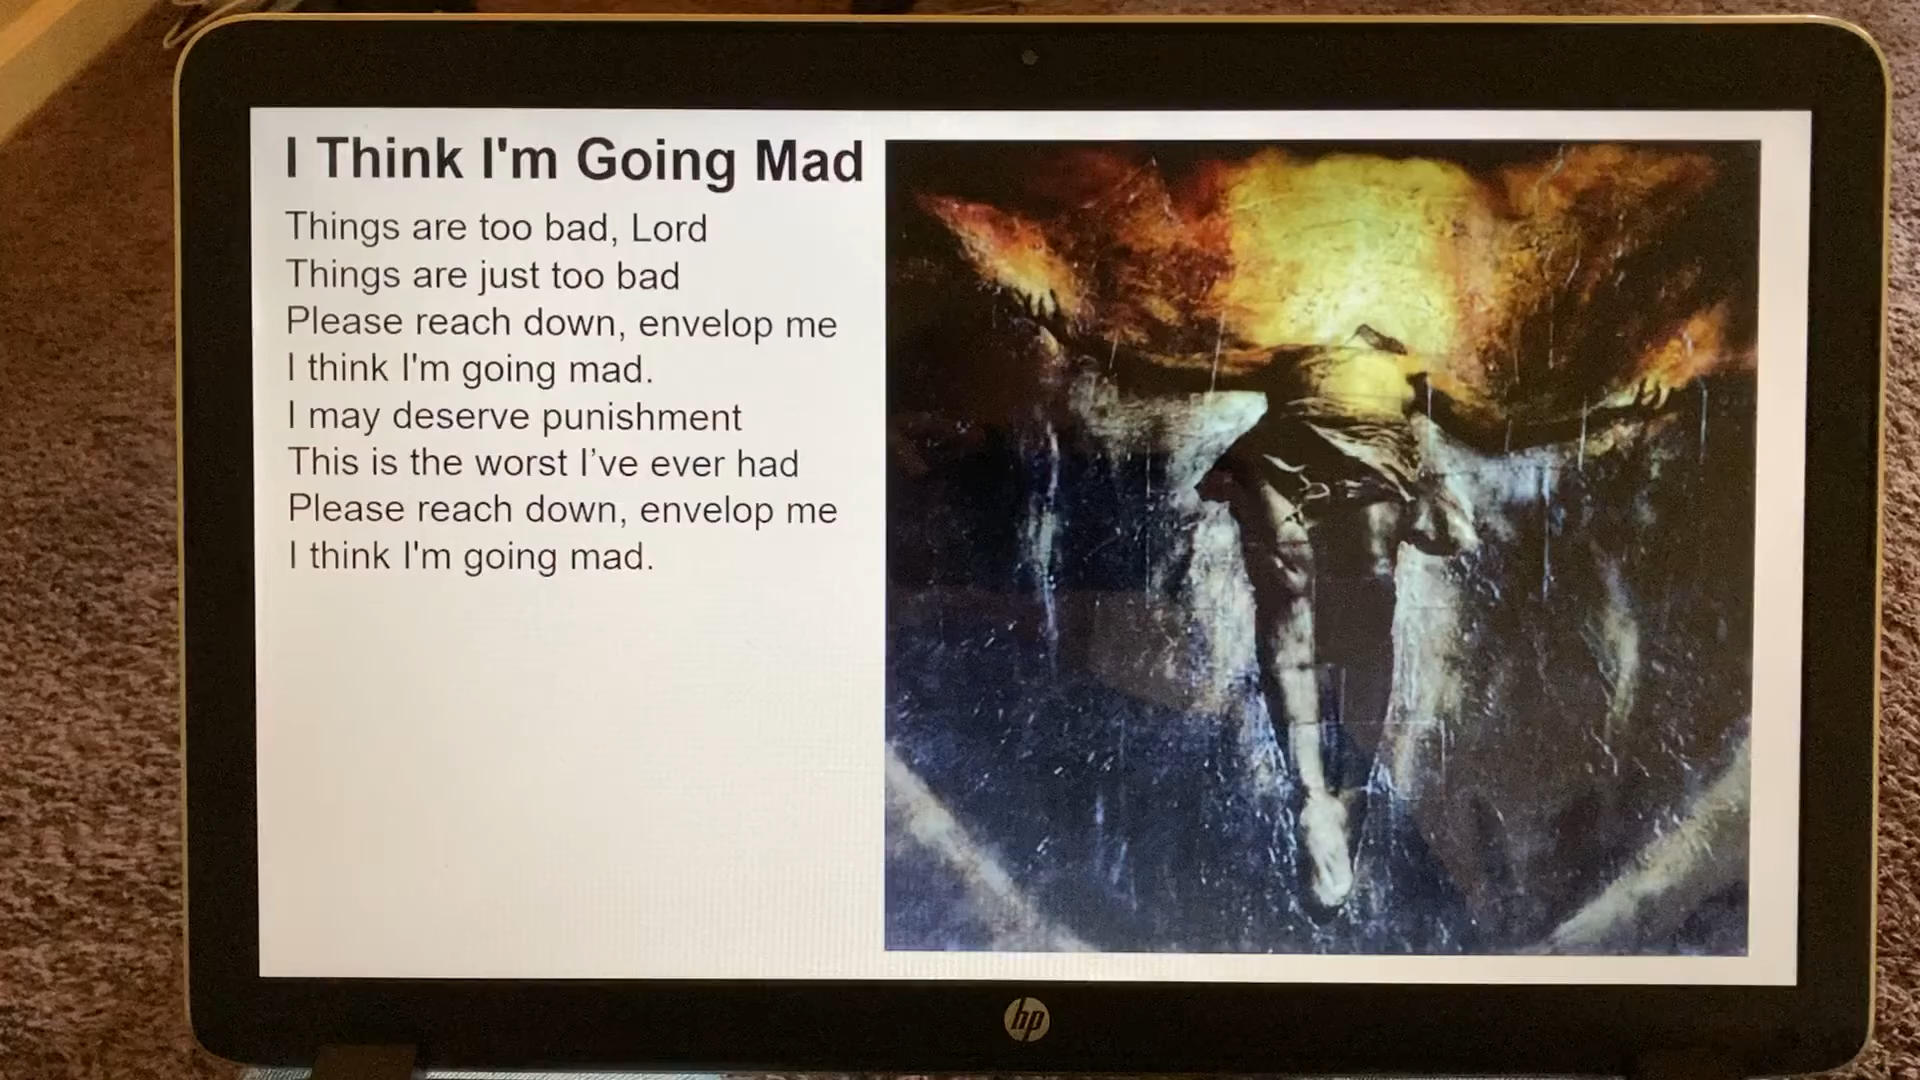 I Think I'm Going Mad
Things are too bad, Lord
Things are just too bad
Please reach down, envelop me
I think I'm going mad.
I may deserve punishment
This is the worst I’ve ever had
Please reach down, envelop me
I think I'm going mad.
hp